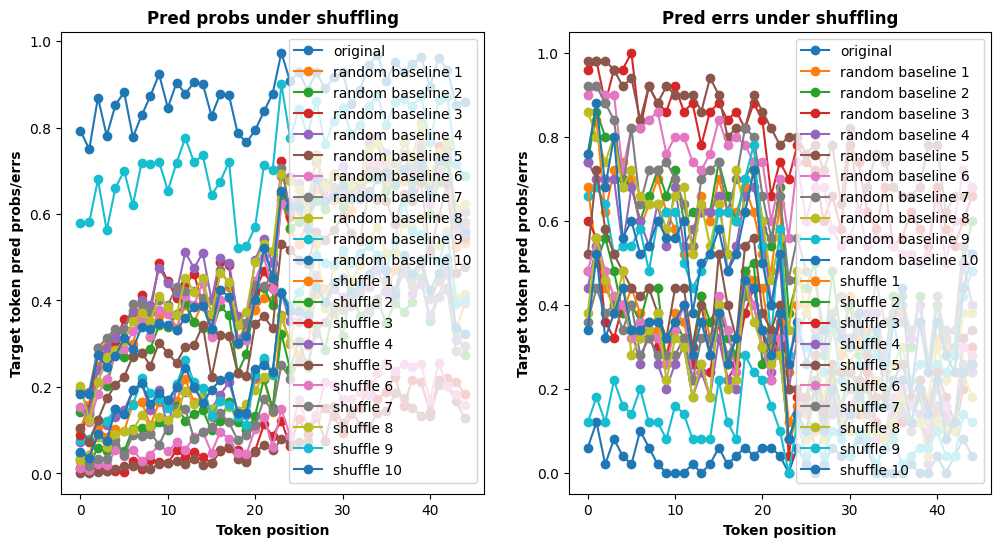 Pred probs under shuffling
Target token pred probs/errs
1.0
0.8
0.6
0.4
0.2
0.0
0
10
20
30
40
Token position
original
random baseline 1
random baseline 2
random baseline 3
random baseline 4
random baseline 5
random baseline 6
random baseline 7
random baseline 8
random baseline 9
random baseline 10
shuffle 1
shuffle 2
shuffle 3
shuffle 4
shuffle 5
shuffle 6
shuffle 7
shuffle 8
shuffle 9
shuffle 10
Pred errs under shuffling
Target token pred probs/errs
1.0
0.8
0.6
0.4
0.2
0.0
0
10
20
30
40
Token position
original
random baseline 1
random baseline 2
random baseline 3
random baseline 4
random baseline 5
random baseline 6
random baseline 7
random baseline 8
random baseline 9
random baseline 10
shuffle 1
shuffle 2
shuffle 3
shuffle 4
shuffle 5
shuffle 6
shuffle 7
shuffle 8
shuffle 9
shuffle 10